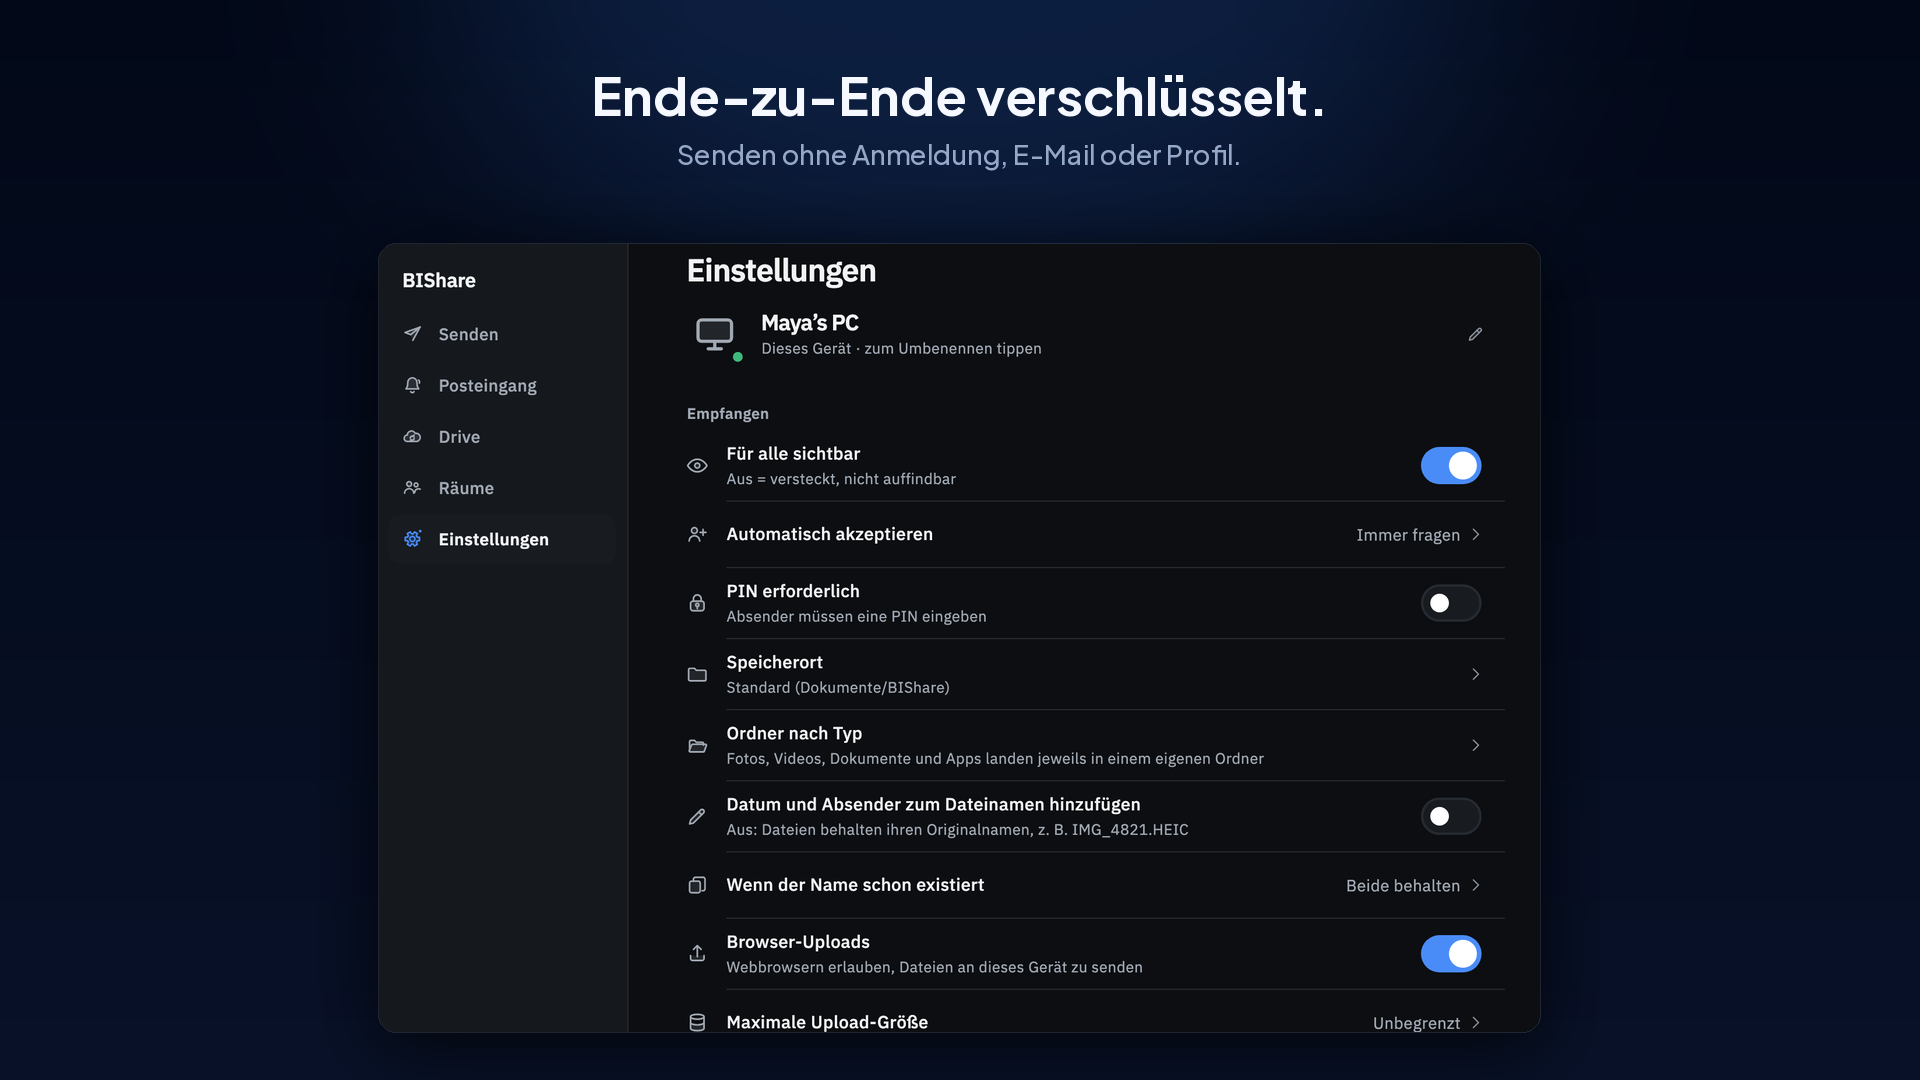 Ende-zu-Ende verschlüsselt.
Senden ohne Anmeldung, E-Mail oder Profil.
BIShare
Senden
Posteingang
Drive
Räume
Einstellungen
Einstellungen
Maya’s PC
Dieses Gerät · zum Umbenennen tippen
Empfangen
Für alle sichtbar
Aus = versteckt, nicht auffindbar
Automatisch akzeptieren
Immer fragen
PIN erforderlich
Absender müssen eine PIN eingeben
Speicherort
Standard (Dokumente/BIShare)
Ordner nach Typ
Fotos, Videos, Dokumente und Apps landen jeweils in einem eigenen Ordner
Datum und Absender zum Dateinamen hinzufügen
Aus: Dateien behalten ihren Originalnamen, z. B. IMG_4821.HEIC
Wenn der Name schon existiert
Beide behalten
Browser-Uploads
Webbrowsern erlauben, Dateien an dieses Gerät zu senden
Maximale Upload-Größe
Unbegrenzt